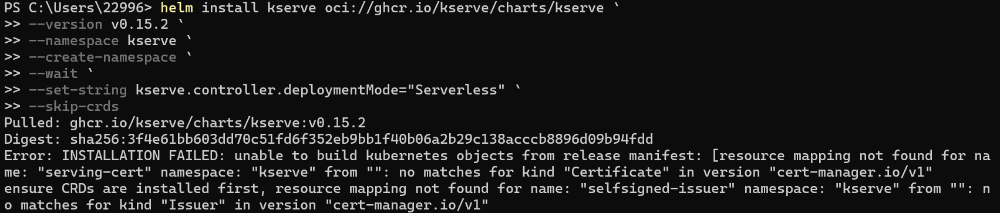 PS C:\Users\22996> helm install kserve oci://ghcr.io/kserve/charts/kserve `
>> --version v0.15.2 `
>> --namespace kserve `
>> --create-namespace `
>> --wait `
>> --set-string kserve.controller.deploymentMode="Serverless" `
>> --skip-crds
Pulled: ghcr.io/kserve/charts/kserve:v0.15.2
Digest: sha256:3f4e61bb603dd70c51fd6f352eb9bb1f40b06a2b29c138acccb8896d09b94fdd
Error: INSTALLATION FAILED: unable to build kubernetes objects from release manifest: [resource mapping not found for na
me: "serving-cert" namespace: "kserve" from "": no matches for kind "Certificate" in version "cert-manager.io/v1"
ensure CRDs are installed first, resource mapping not found for name: "selfsigned-issuer" namespace: "kserve" from "": n
o matches for kind "Issuer" in version "cert-manager.io/v1"